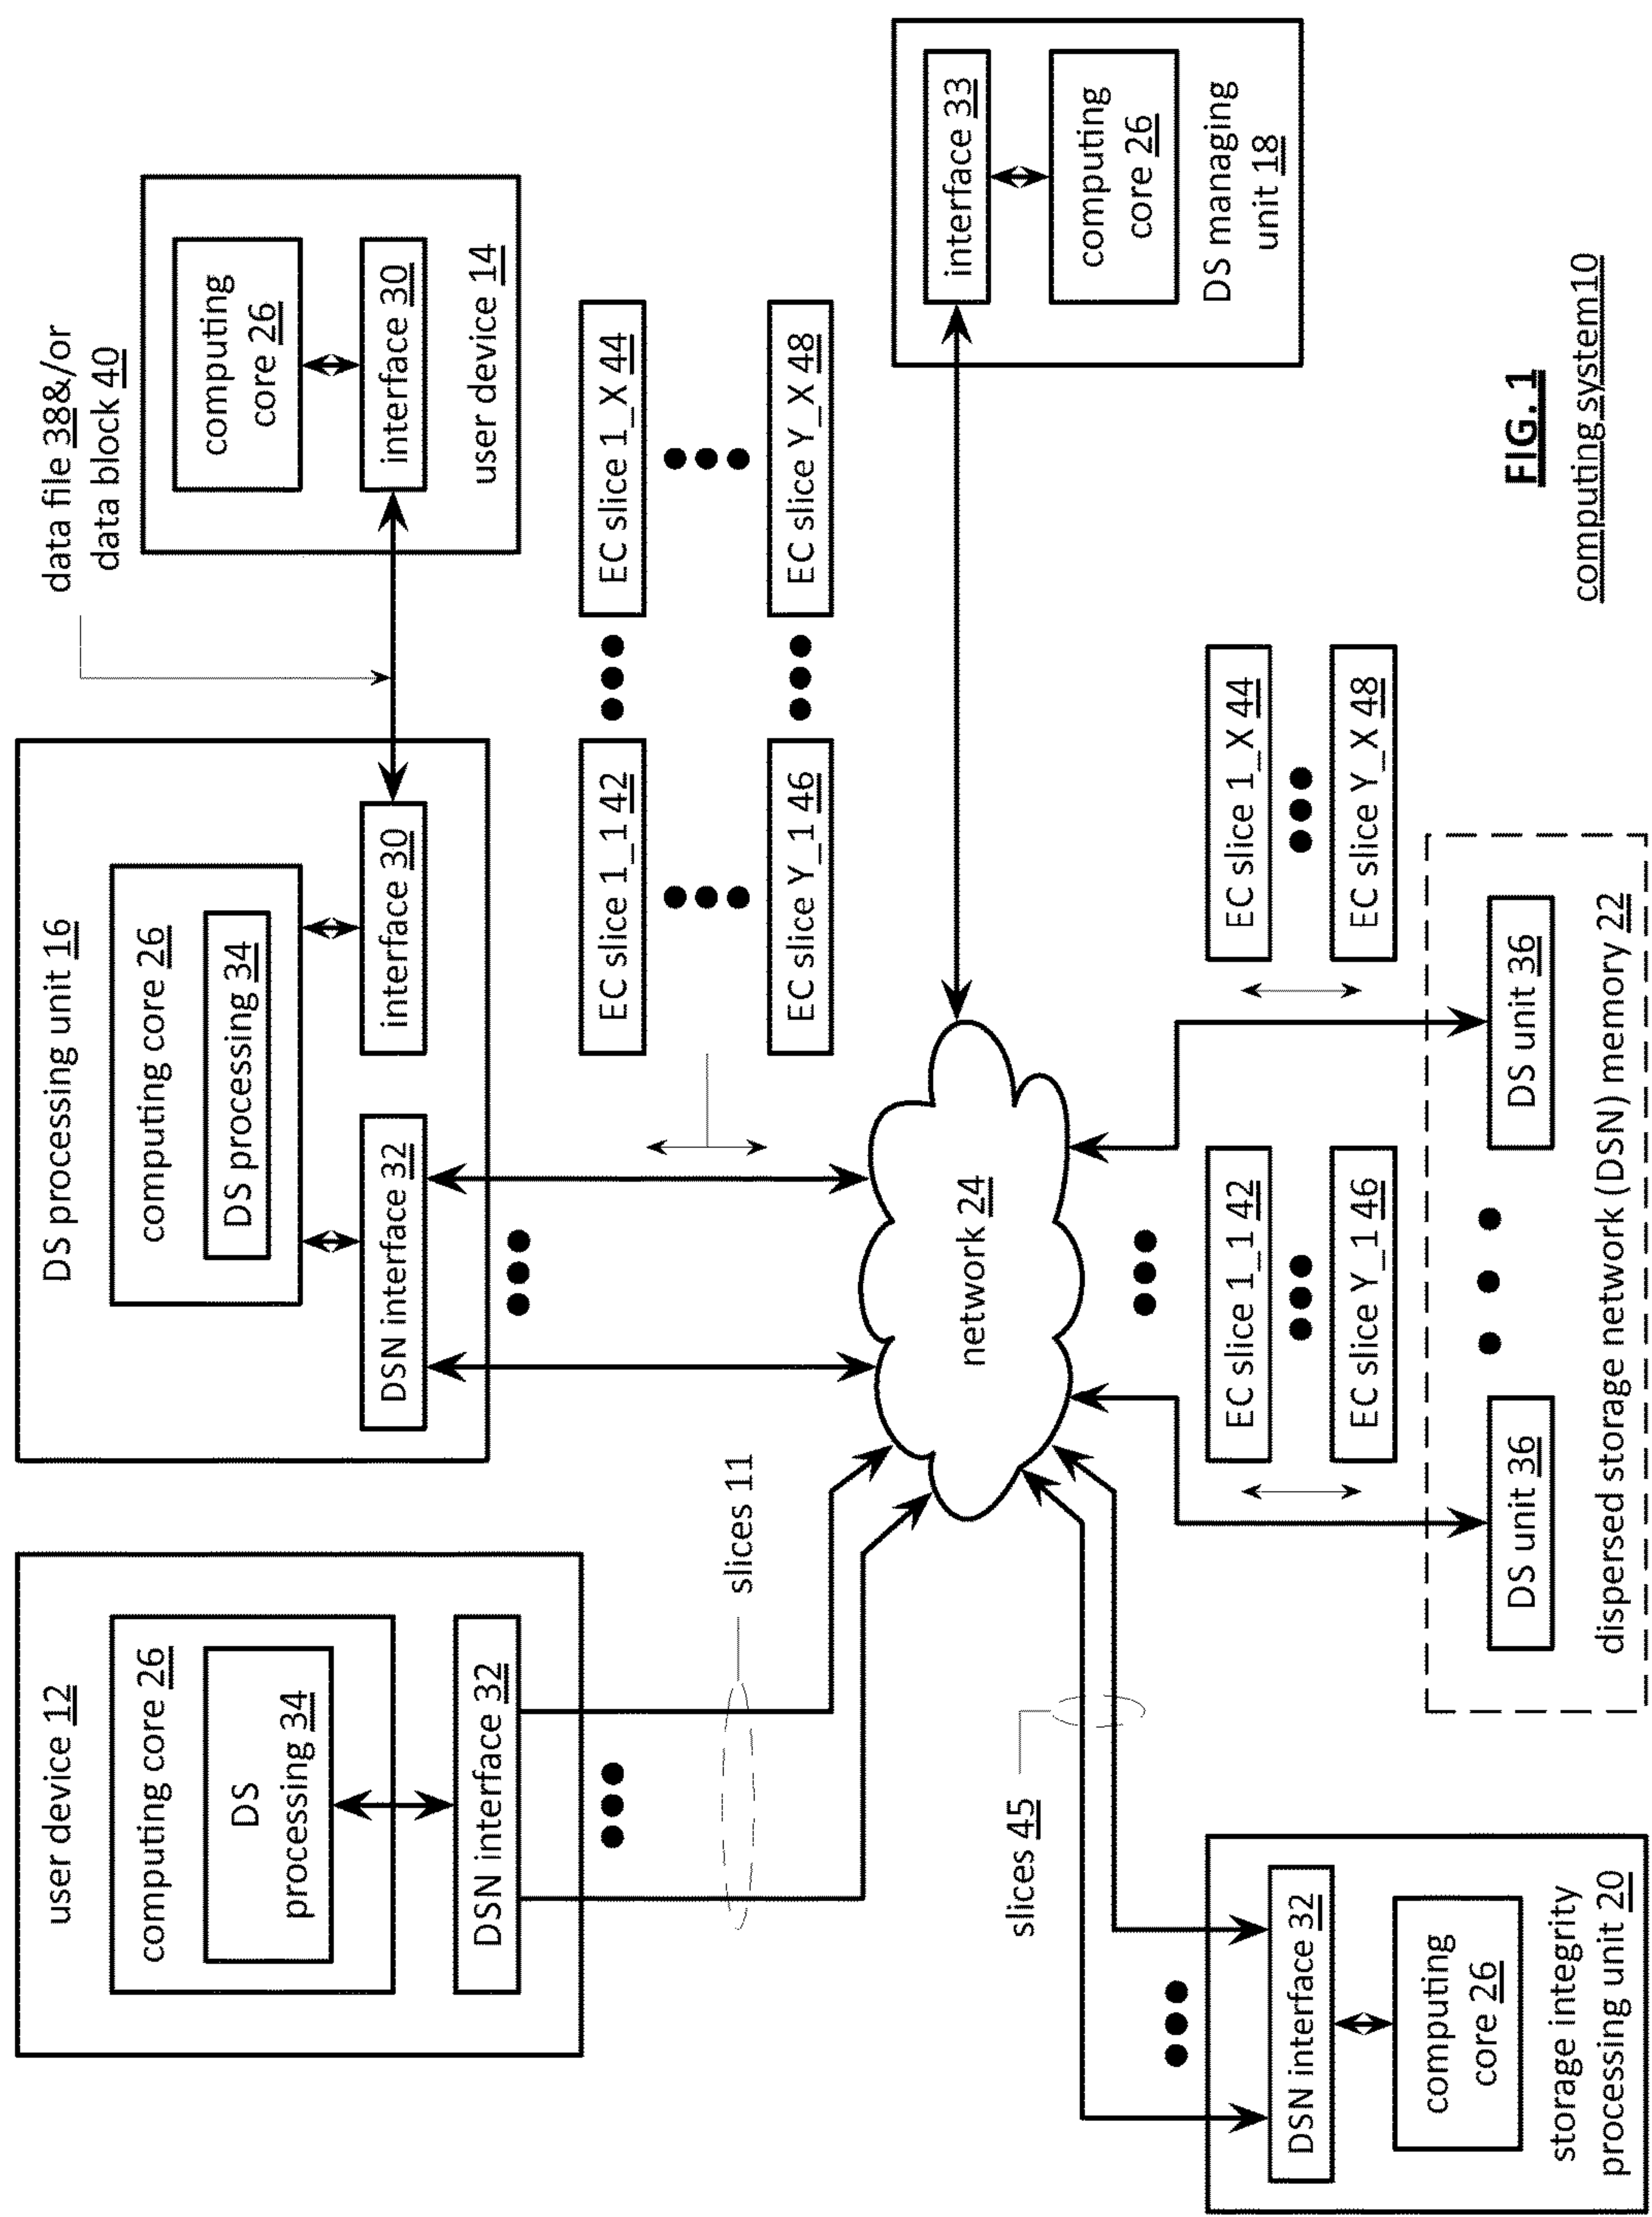 user device 12
computing core 26
DS
processing 34
DSN interface 32
slices 11
DS processing unit 16
computing core 26
DS processing 34
DSN interface 32
interface 30
data file 38&/or
data block 40
computing
core 26
interface 30
user device 14
EC slice 1_1 42
EC slice 1_X 44
EC slice Y_1 46
EC slice Y_X 48
network 24
interface 33
computing
core 26
DS managing
unit 18
slices 45
DSN interface 32
computing
core 26
storage integrity
processing unit 20
EC slice 1_1 42
EC slice Y_1 46
EC slice 1_X 44
EC slice Y_X 48
DS unit 36
DS unit 36
dispersed storage network (DSN) memory 22
FIG. 1
computing system10